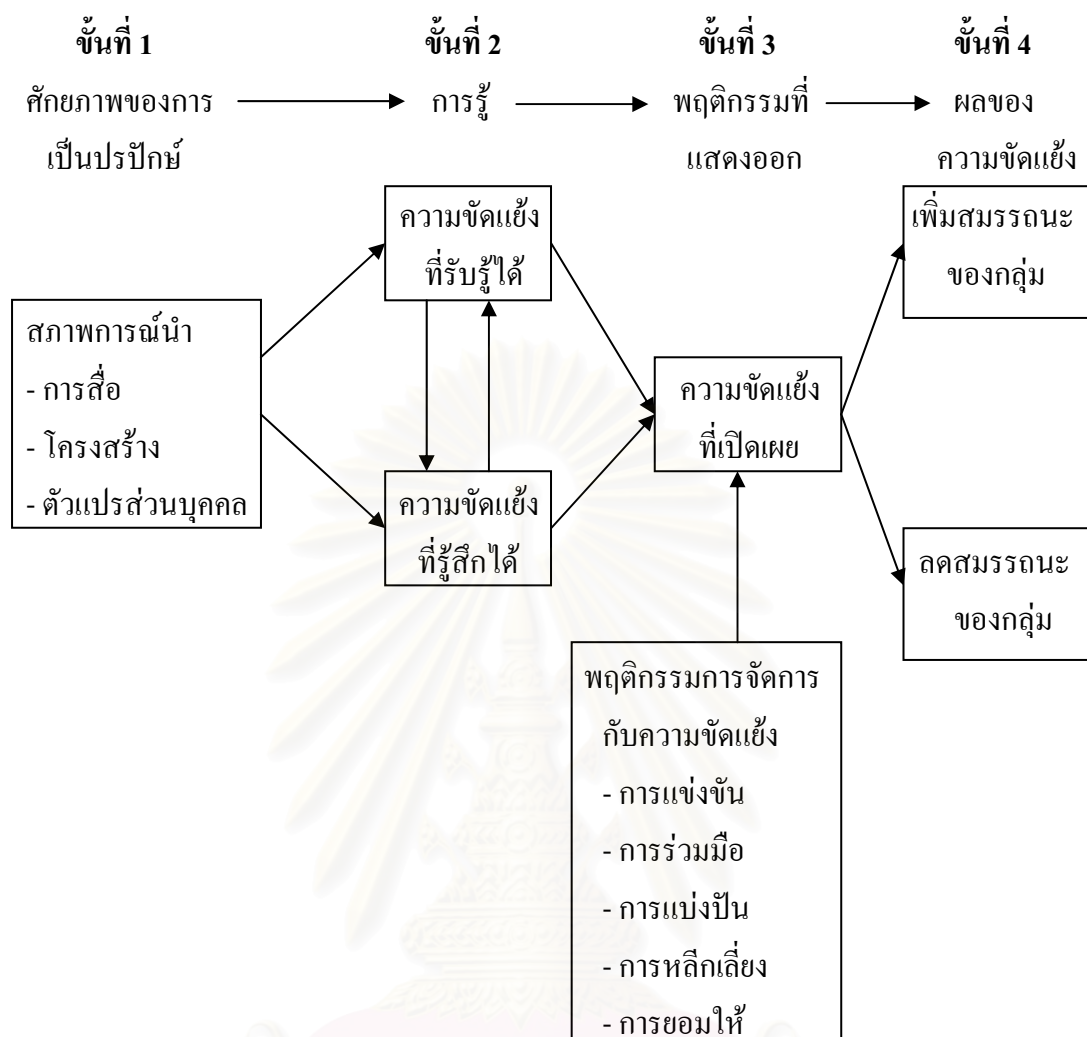 ขั้นที่ 1
ขั้นที่ 2
ขั้นที่ 3
ขั้นที่ 4
ศักยภาพของการ
เป็นปรปักษ์
การรู้
พฤติกรรมที่
แสดงออก
ผลของ
ความขัดแย้ง
สภาพการณ์นำ
- การสื่อ
- โครงสร้าง
- ตัวแปรส่วนบุคคล
ความขัดแย้ง
ที่รับรู้ได้
ความขัดแย้ง
ที่รู้สึกได้
ความขัดแย้ง
ที่เปิดเผย
พฤติกรรมการจัดการ
กับความขัดแย้ง
- การแข่งขัน
- การร่วมมือ
- การแบ่งปัน
- การหลีกเลี่ยง
- การยอมให้
เพิ่มสมรรถนะ
ของกลุ่ม
ลดสมรรถนะ
ของกลุ่ม